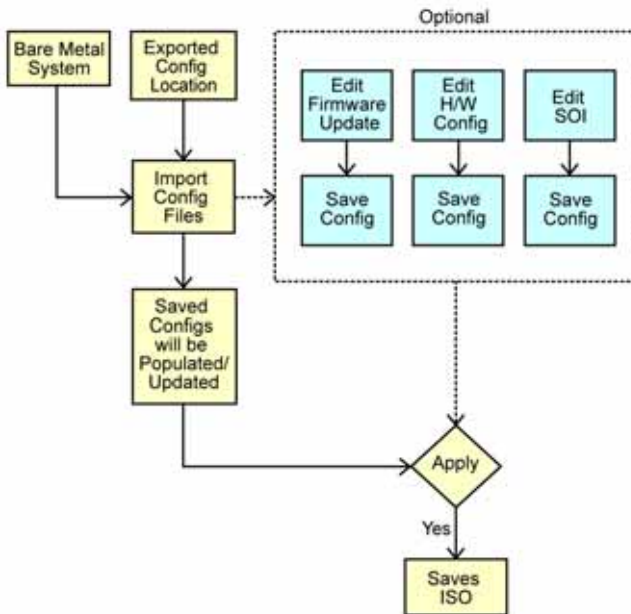 Optional
Bare Metal
System
Exported
Config
Location
Edit
Firmware
Update
Edit
H/W
Config
Edit
SOI
Import
Config
Files
Save
Config
Save
Config
Save
Config
Saved
Configs
will be
Populated/
Updated
Apply
Yes
Saves
ISO